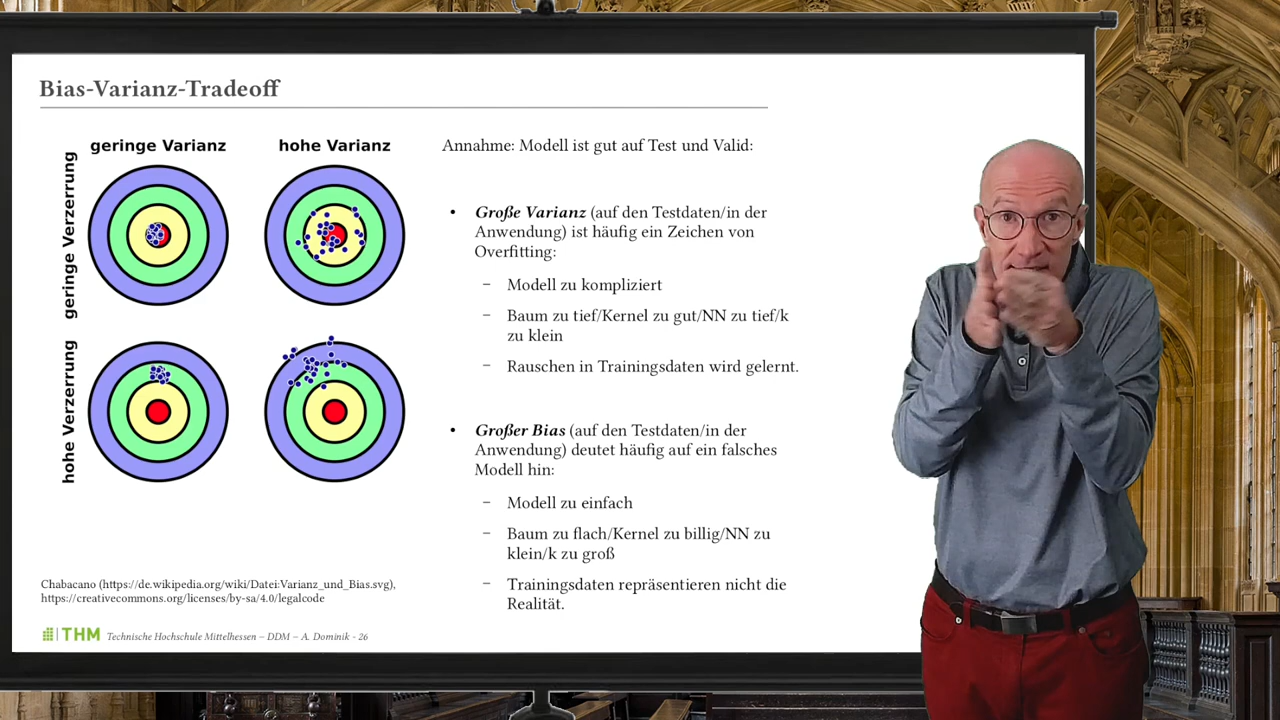 Bias-Varianz-Tradeoff
geringe Varianz
hohe Varianz
geringe Verzerrung
hohe Verzerrung
Annahme: Modell ist gut auf Test und Valid:
• Große Varianz (auf den Testdaten/in der
Anwendung) ist häufig ein Zeichen von
Overfitting:
– Modell zu kompliziert
– Baum zu tief/Kernel zu gut/NN zu tief/k
zu klein
– Rauschen in Trainingsdaten wird gelernt.
• Großer Bias (auf den Testdaten/in der
Anwendung) deutet häufig auf ein falsches
Modell hin:
– Modell zu einfach
– Baum zu flach/Kernel zu billig/NN zu
klein/k zu groß
– Trainingsdaten repräsentieren nicht die
Realität.
Chabacano (https://de.wikipedia.org/wiki/Datei:Varianz_und_Bias.svg),
https://creativecommons.org/licenses/by-sa/4.0/legalcode
THM Technische Hochschule Mittelhessen – DDM – A. Dominik - 26